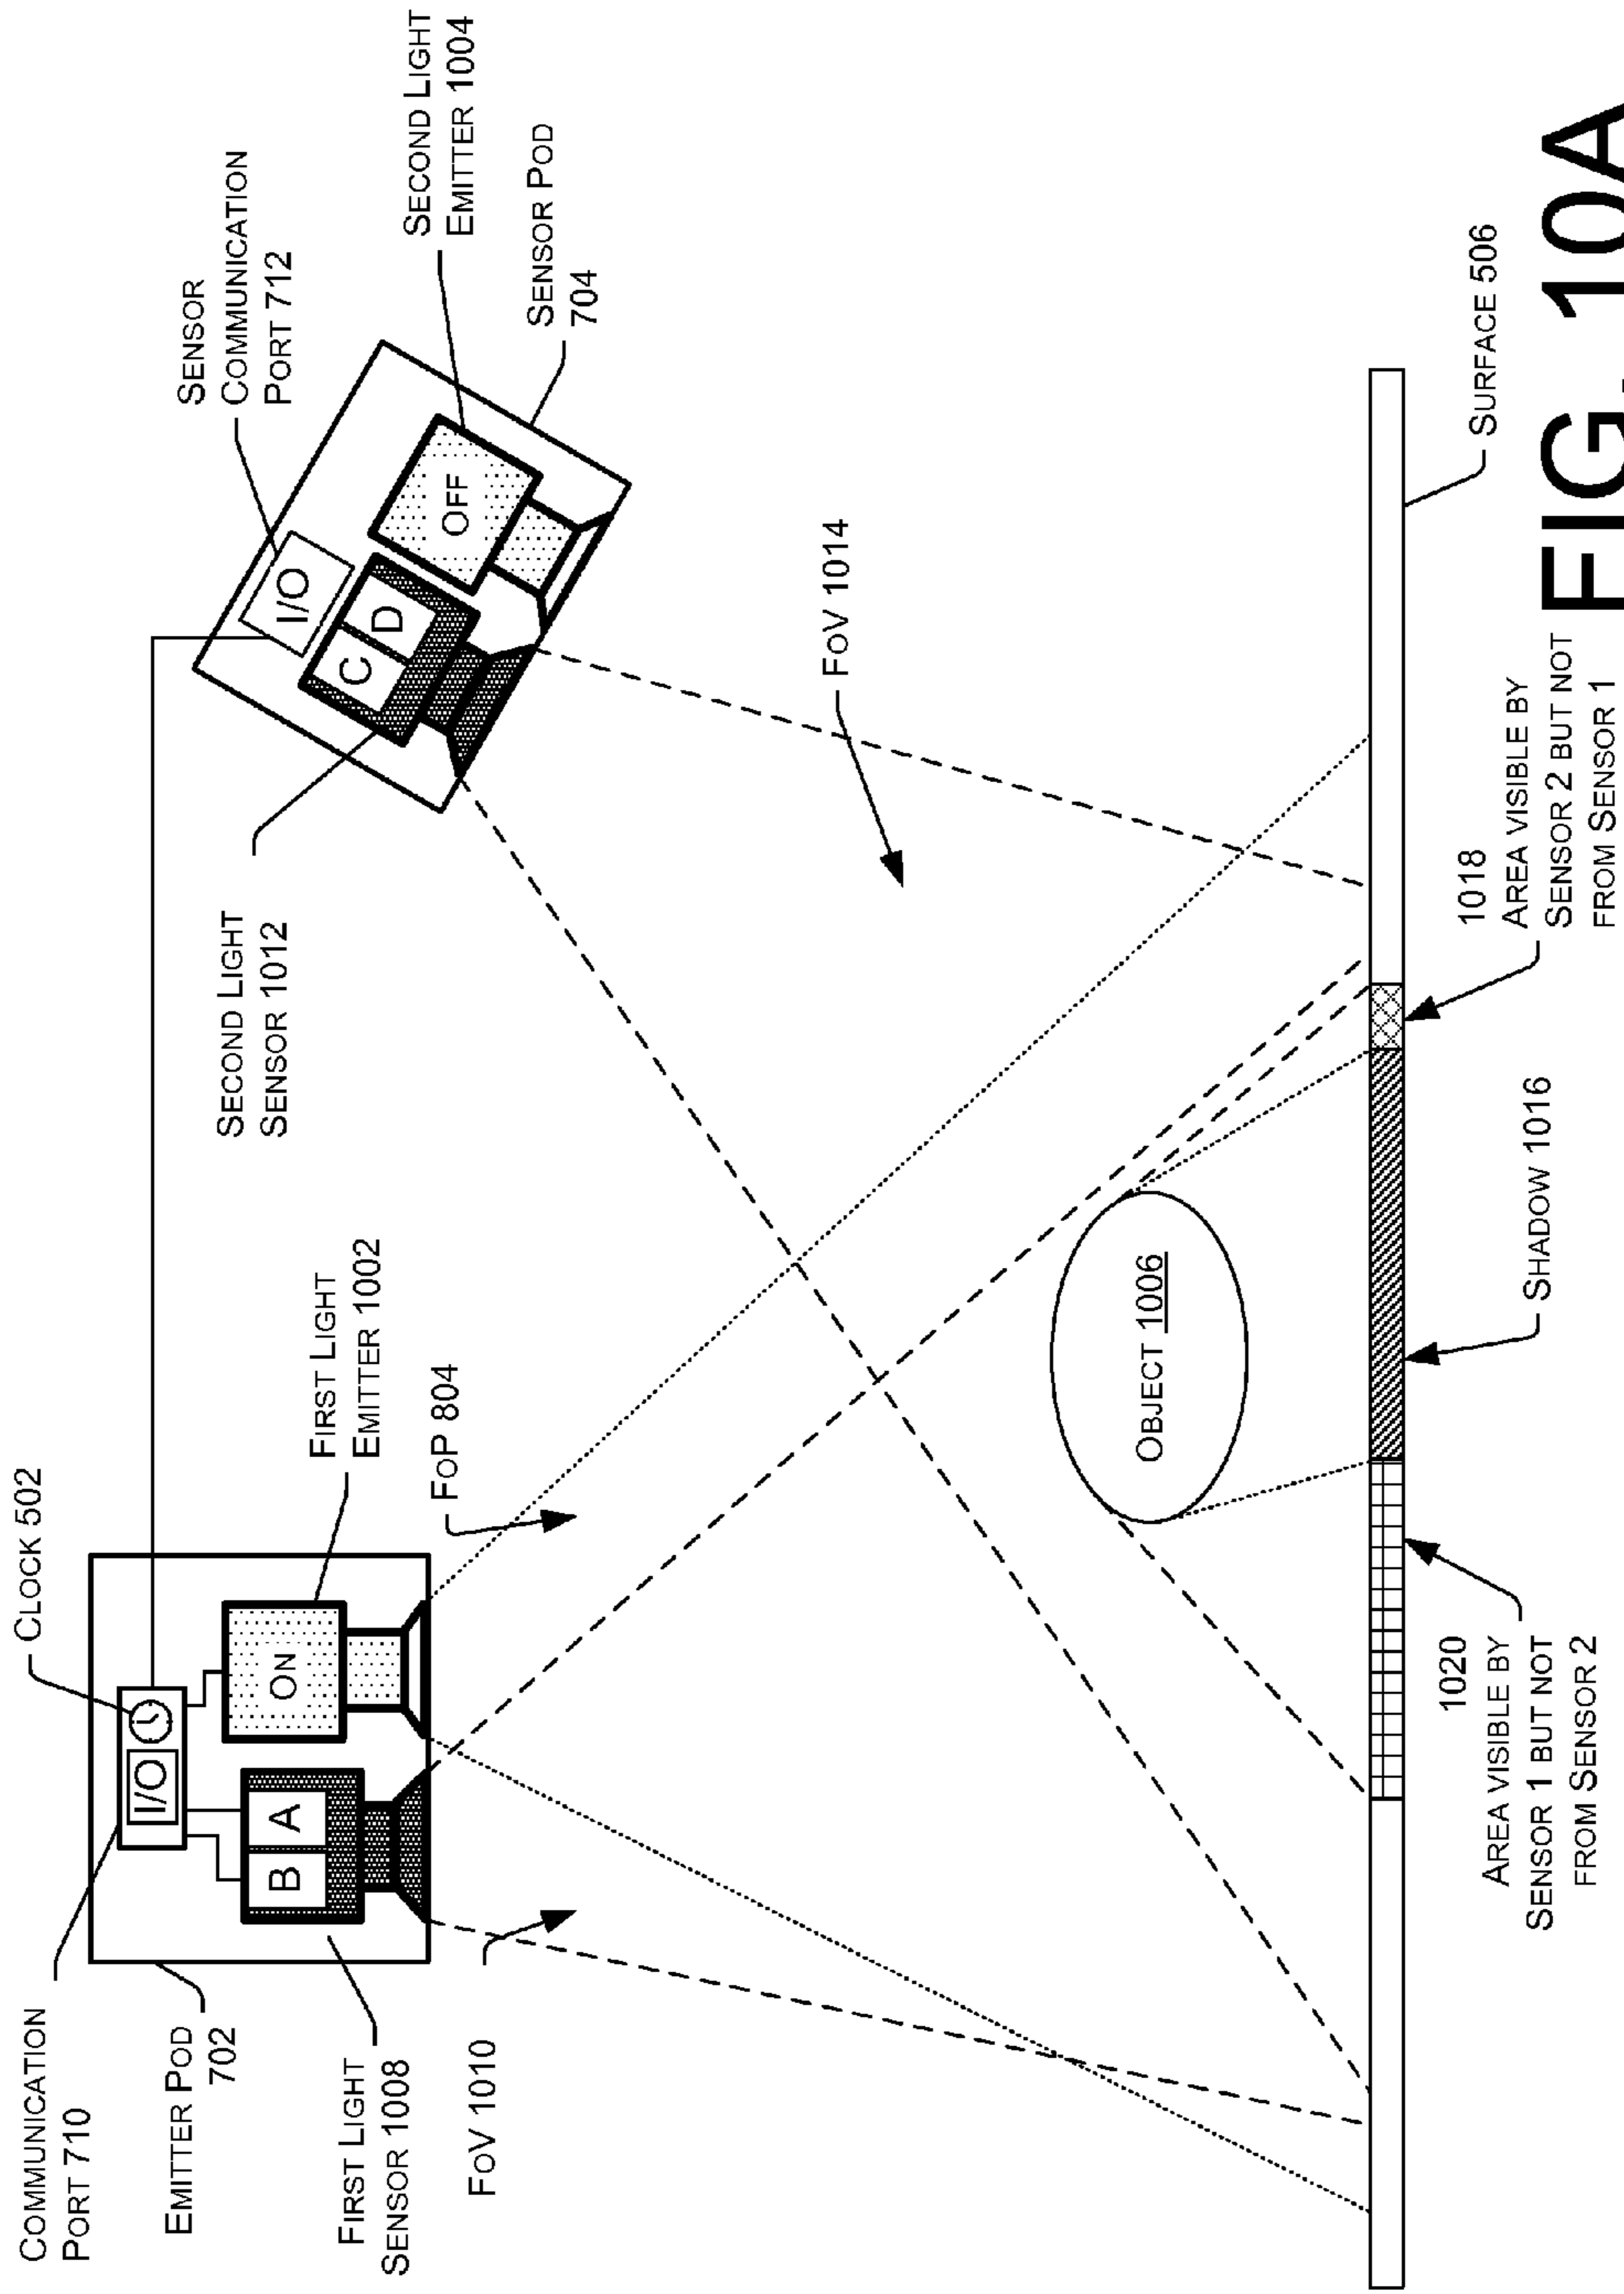 COMMUNICATION
PORT 710
CLOCK 502
EMITTER POD
702
I/O
B
A
ON
FIRST LIGHT
EMITTER 1002
FIRST LIGHT
SENSOR 1008
FOV 1010
FOP 804
SENSOR
COMMUNICATION
PORT 712
SECOND LIGHT
EMITTER 1004
SENSOR POD
704
I/O
C
D
OFF
SECOND LIGHT
SENSOR 1012
FOV 1014
OBJECT 1006
SURFACE 506
1020
AREA VISIBLE BY
SENSOR 1 BUT NOT
FROM SENSOR 2
SHADOW 1016
1018
AREA VISIBLE BY
SENSOR 2 BUT NOT
FROM SENSOR 1
FIG. 10A